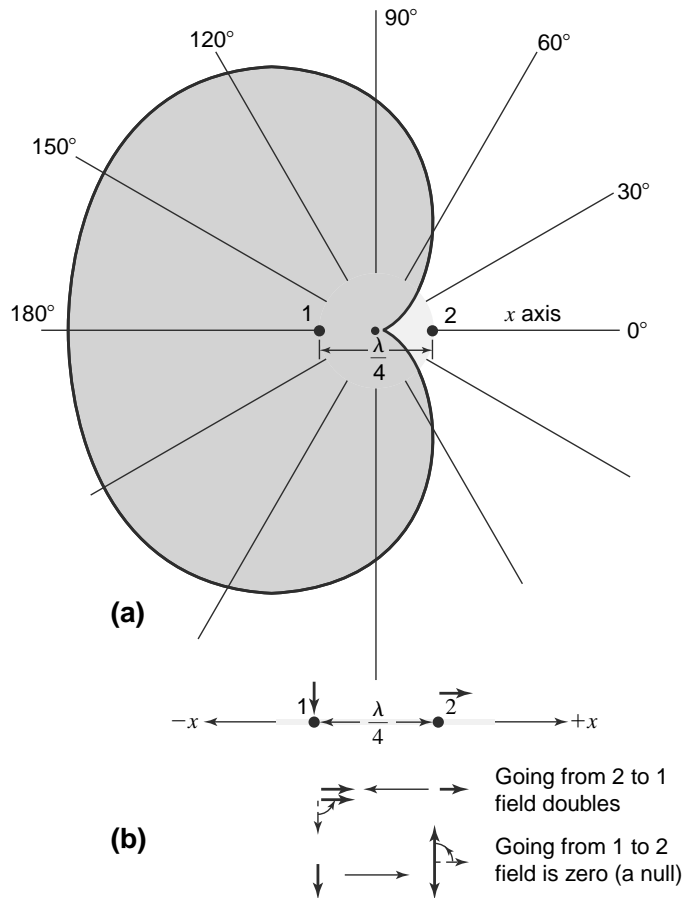 90°
120°
60°
150°
30°
180°
1
2
x axis
0°
λ
4
(a)
1
λ
4
2
−x
+x
Going from 2 to 1
field doubles
(b)
Going from 1 to 2
field is zero (a null)